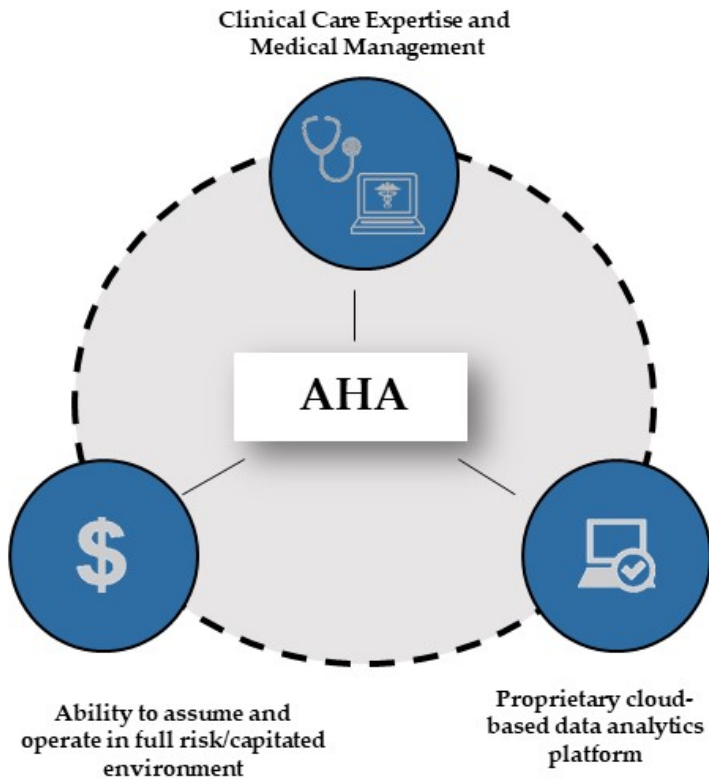 Clinical Care Expertise and
Medical Management
AHA
$
Ability to assume and
operate in full risk/capitated
environment
Proprietary cloud-
based data analytics
platform